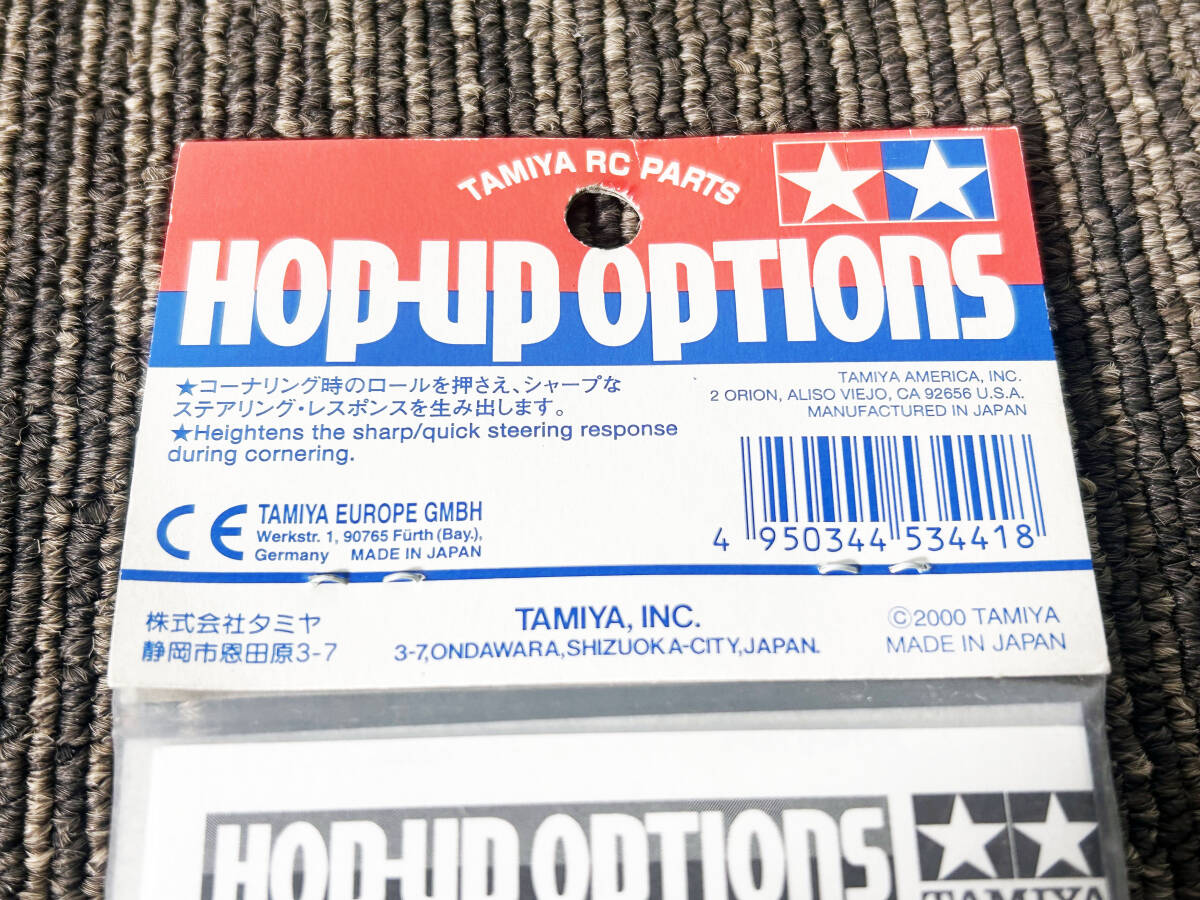 TAMIYA RC PARTS
HOP-UP OPTIONS
★コーナリング時のロールを押さえ、シャープな
ステアリング・レスポンスを生み出します。
★Heightens the sharp/quick steering response
during cornering.
TAMIYA AMERICA, INC.
2 ORION, ALISO VIEJO, CA 92656 U.S.A.
MANUFACTURED IN JAPAN
CE
TAMIYA EUROPE GMBH
Werkstr. 1, 90765 Fürth (Bay.),
Germany MADE IN JAPAN
4 950344 534418
株式会社タミヤ
静岡市恩田原3-7
TAMIYA, INC.
3-7,ONDAWARA,SHIZUOKA-CITY,JAPAN.
©2000 TAMIYA
MADE IN JAPAN
HOP-UP OPTIONS
TAMIYA